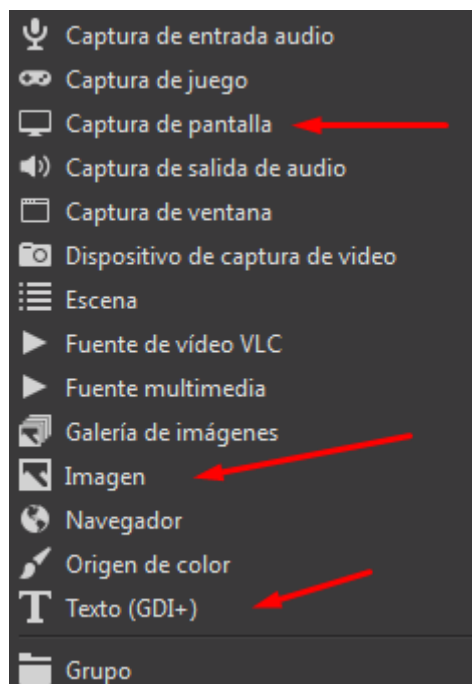 Captura de entrada audio
Captura de juego
Captura de pantalla
Captura de salida de audio
Captura de ventana
Dispositivo de captura de video
Escena
Fuente de vídeo VLC
Fuente multimedia
Galería de imágenes
Imagen
Navegador
Origen de color
Texto (GDI+)
Grupo